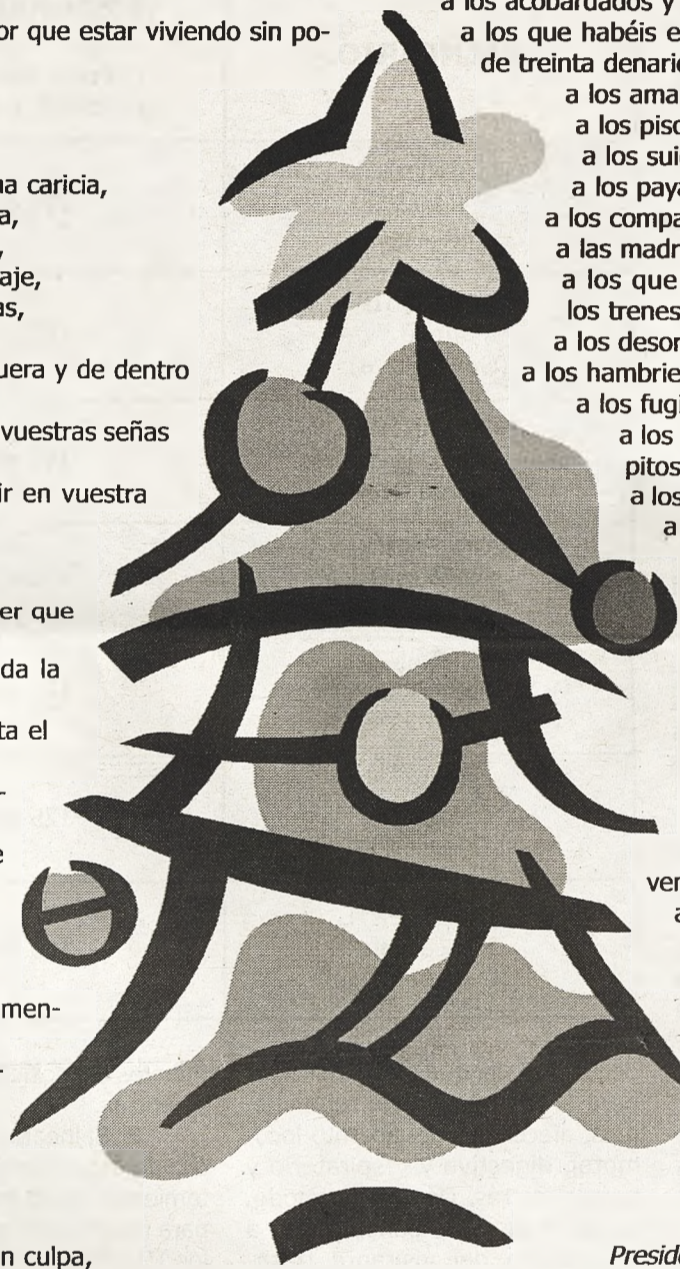 or que estar viviendo sin po-
na caricia,
a,
,
aje,
as,
uera y de dentro
vuestras señas
ir en vuestra
er que
da la
ta el
-
e
men-
-
n culpa,
a los acobardados y
a los que habéis e
de treinta denario
a los ama
a los pisc
a los sui
a los paya
a los compa
a las madr
a los que
los trenes
a los desor
a los hambrie
a los fugi
a los
pitos
a los
a
ver
a
Preside